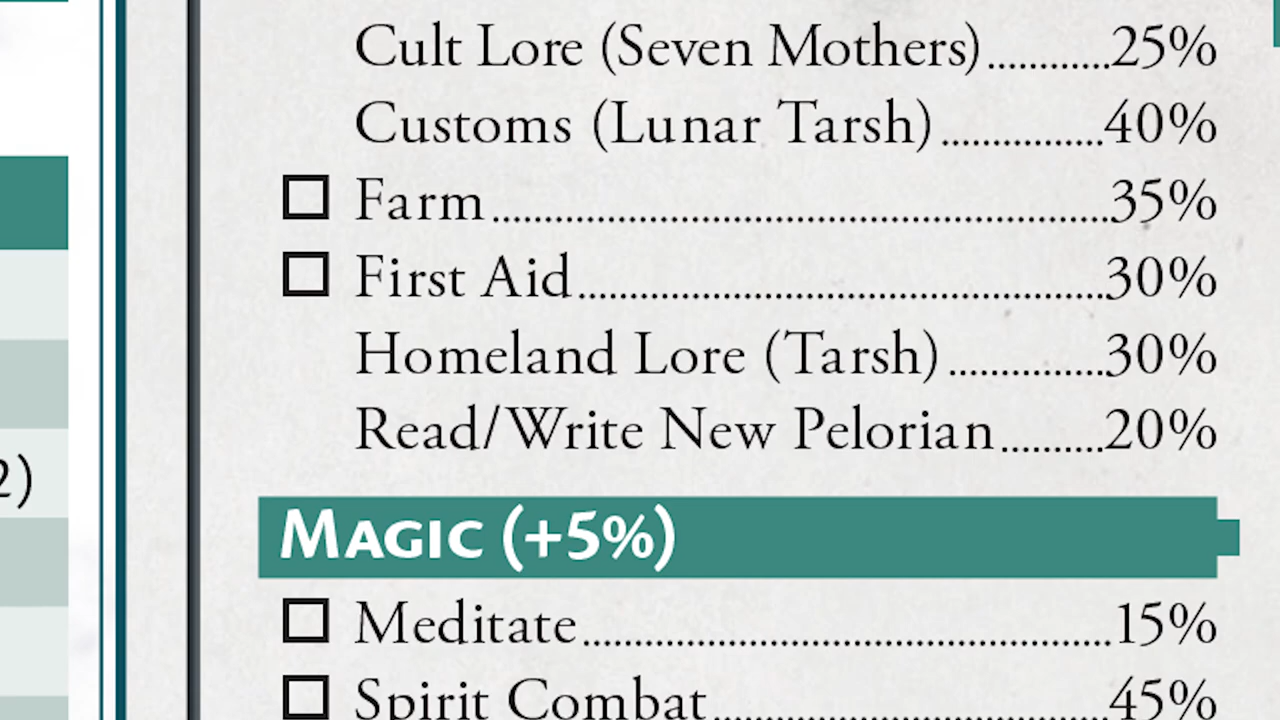 Cult Lore (Seven Mothers)............25%
Customs (Lunar Tarsh)................40%
Farm..............................................................35%
First Aid.....................................................30%
Homeland Lore (Tarsh)...............30%
Read/Write New Pelorian..........20%
2)
Magic (+5%)
Meditate.....................................................15%
Spirit Combat.......................................45%